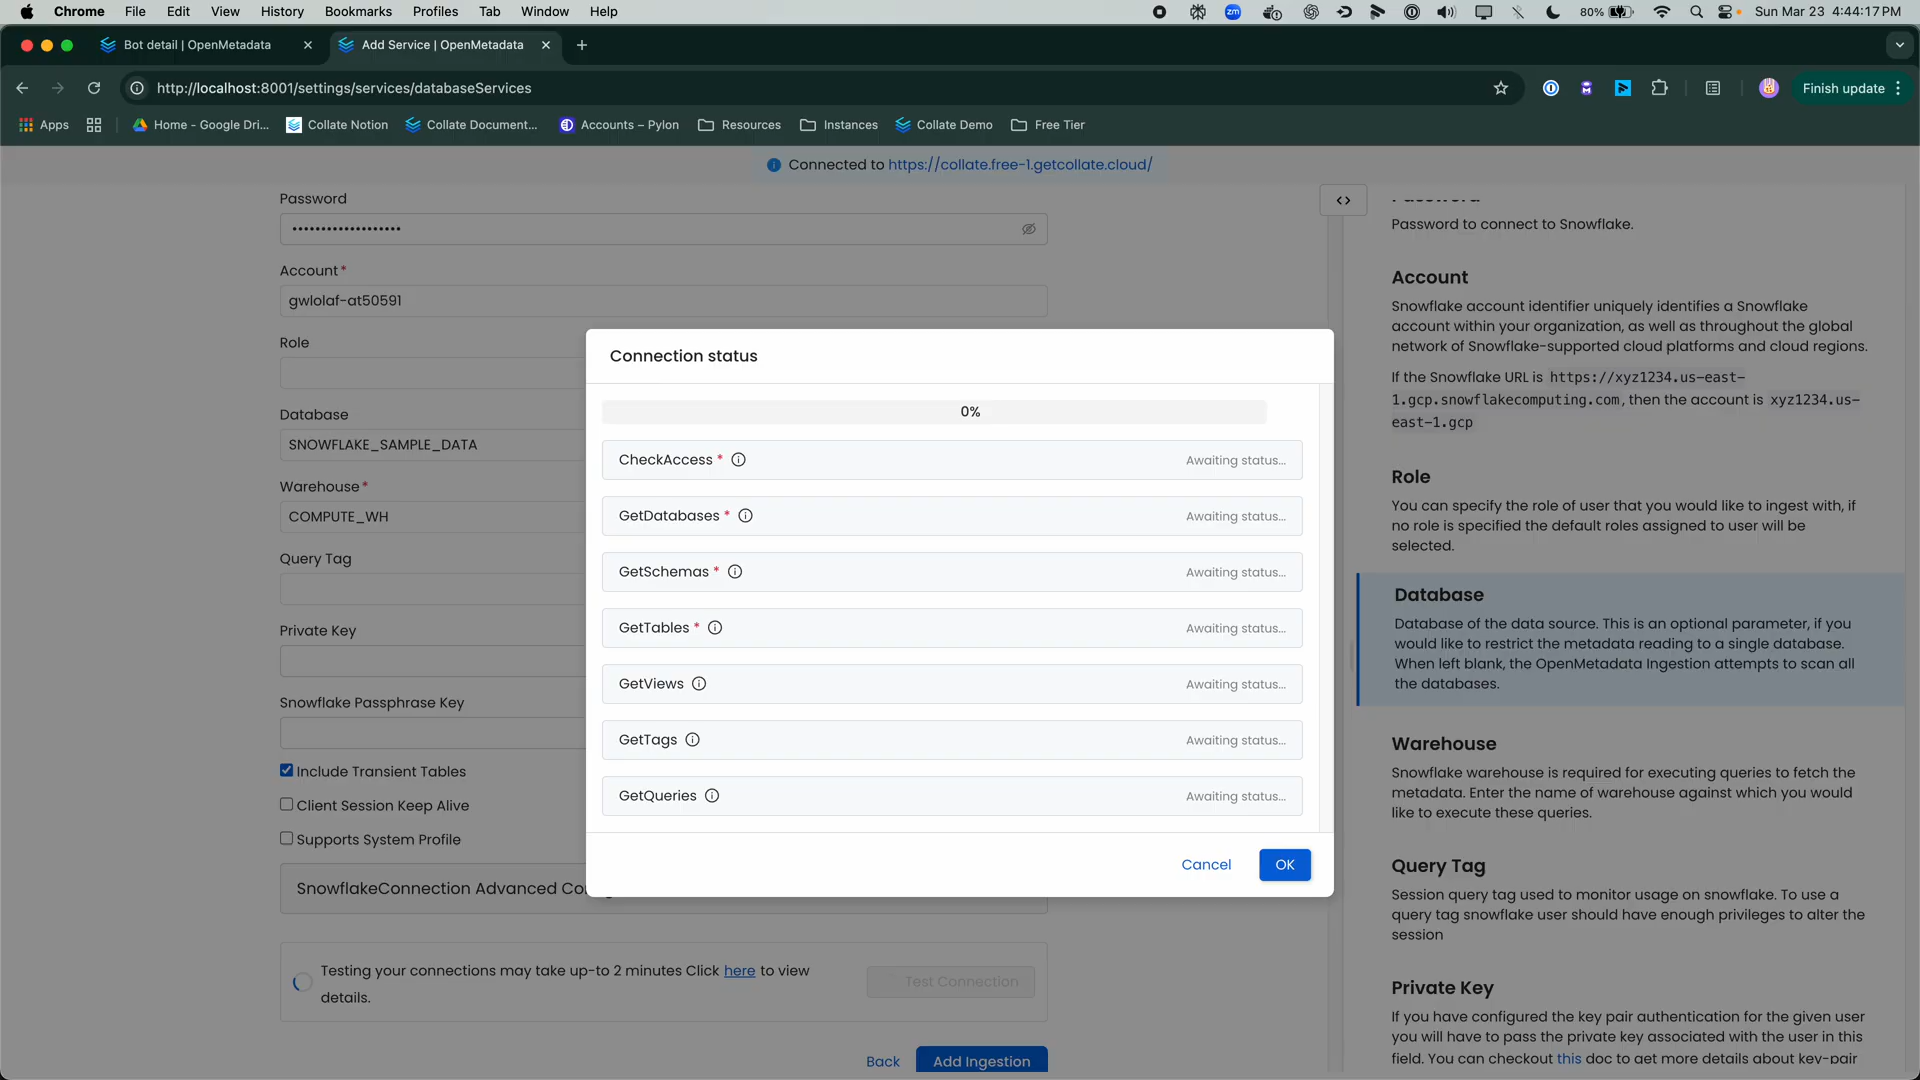 Chrome File Edit View History Bookmarks Profiles Tab Window Help
zm 80% Sun Mar 23 4:44:17 PM
Bot detail | OpenMetadata
Add Service | OpenMetadata
http://localhost:8001/settings/services/databaseServices
Finish update
Apps Home - Google Dri... Collate Notion Collate Document... Accounts – Pylon Resources Instances Collate Demo Free Tier
Connected to https://collate.free-1.getcollate.cloud/
Password
Account*
gwlolaf-at50591
Role
Database
SNOWFLAKE_SAMPLE_DATA
Warehouse*
COMPUTE_WH
Query Tag
Private Key
Snowflake Passphrase Key
Include Transient Tables
Client Session Keep Alive
Supports System Profile
SnowflakeConnection Advanced
Testing your connections may take up-to 2 minutes Click here to view
details.
Test Connection
Back
Add Ingestion
Connection status
0%
CheckAccess * Awaiting status...
GetDatabases * Awaiting status...
GetSchemas * Awaiting status...
GetTables * Awaiting status...
GetViews Awaiting status...
GetTags Awaiting status...
GetQueries Awaiting status...
Cancel
OK
Password
Password to connect to Snowflake.
Account
Snowflake account identifier uniquely identifies a Snowflake
account within your organization, as well as throughout the global
network of Snowflake-supported cloud platforms and cloud regions.
If the Snowflake URL is https://xyz1234.us-east-
1.gcp.snowflakecomputing.com, then the account is xyz1234.us-
east-1.gcp
Role
You can specify the role of user that you would like to ingest with, if
no role is specified the default roles assigned to user will be
selected.
Database
Database of the data source. This is an optional parameter, if you
would like to restrict the metadata reading to a single database.
When left blank, the OpenMetadata Ingestion attempts to scan all
the databases.
Warehouse
Snowflake warehouse is required for executing queries to fetch the
metadata. Enter the name of warehouse against which you would
like to execute these queries.
Query Tag
Session query tag used to monitor usage on snowflake. To use a
query tag snowflake user should have enough privileges to alter the
session
Private Key
If you have configured the key pair authentication for the given user
you will have to pass the private key associated with the user in this
field. You can checkout this doc to get more details about key-pair